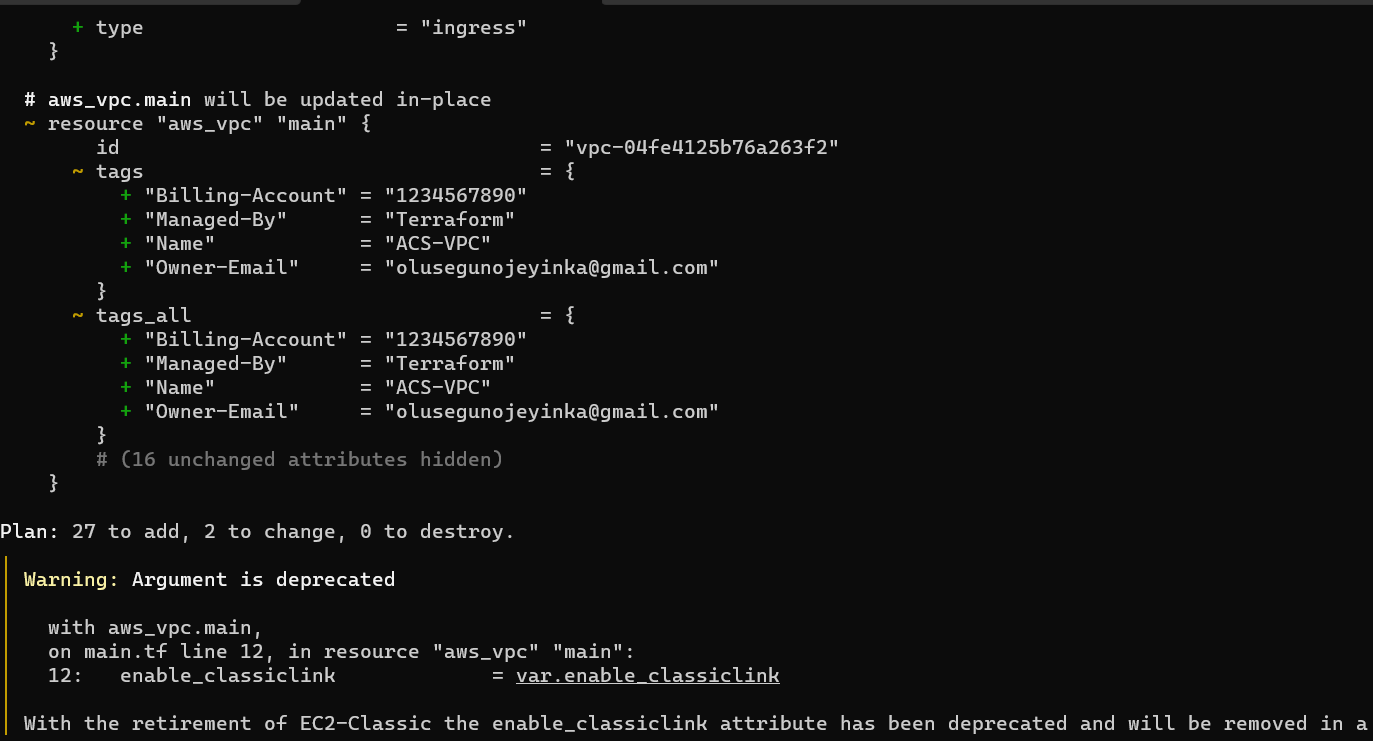 + type = "ingress"
}
# aws_vpc.main will be updated in-place
~ resource "aws_vpc" "main" {
id = "vpc-04fe4125b76a263f2"
~ tags = {
+ "Billing-Account" = "1234567890"
+ "Managed-By" = "Terraform"
+ "Name" = "ACS-VPC"
+ "Owner-Email" = "olusegunojeyinka@gmail.com"
}
~ tags_all = {
+ "Billing-Account" = "1234567890"
+ "Managed-By" = "Terraform"
+ "Name" = "ACS-VPC"
+ "Owner-Email" = "olusegunojeyinka@gmail.com"
}
# (16 unchanged attributes hidden)
}
Plan: 27 to add, 2 to change, 0 to destroy.
Warning: Argument is deprecated
with aws_vpc.main,
on main.tf line 12, in resource "aws_vpc" "main":
12: enable_classiclink = var.enable_classiclink
With the retirement of EC2-Classic the enable_classiclink attribute has been deprecated and will be removed in a